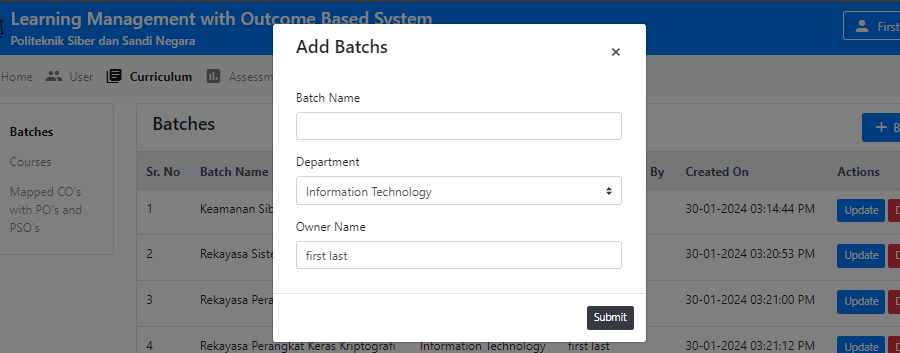 Learning Management with Outcome Based System
Politeknik Siber dan Sandi Negara
First
Add Batchs
×
Home User Curriculum
Batches
Courses
Mapped CO's
with PO's and
PSO's
Batches
+
Sr. No Batch Name By Created On Actions
1 Keamanan 30-01-2024 03:14:44 PM Update
2 Rekayasa 30-01-2024 03:20:53 PM Update
3 Rekayasa 30-01-2024 03:21:00 PM Update
4 Rekayasa Perangkat Keras Kriptografi Information Technology first last 30-01-2024 03:21:12 PM Update
Batch Name
Department
Information Technology
Owner Name
first last
Submit